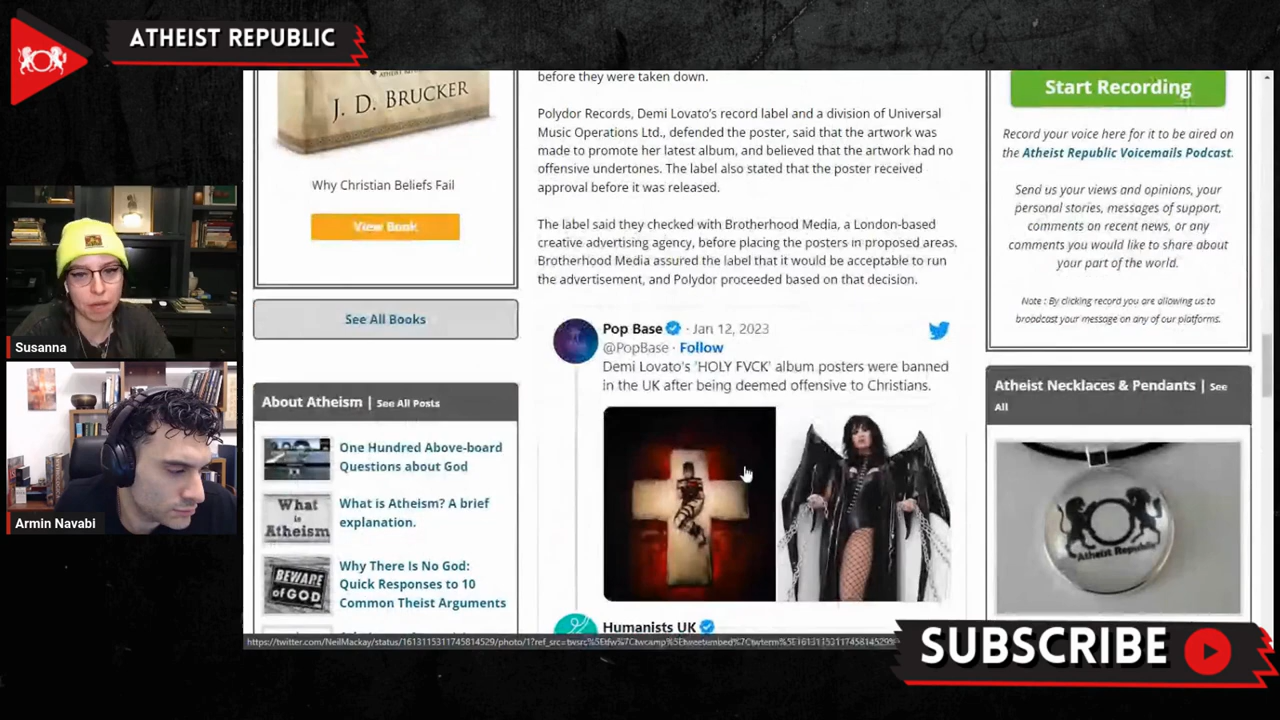 ATHEIST REPUBLIC
J. D. BRUCKER
Why Christian Beliefs Fail
View Book
See All Books
About Atheism | See All Posts
One Hundred Above-board
Questions about God
What is
Atheism
What is Atheism? A brief
explanation.
BEWARE
of GOD
Why There Is No God:
Quick Responses to 10
Common Theist Arguments
before they were taken down.
Polydor Records, Demi Lovato's record label and a division of Universal
Music Operations Ltd., defended the poster, said that the artwork was
made to promote her latest album, and believed that the artwork had no
offensive undertones. The label also stated that the poster received
approval before it was released.
The label said they checked with Brotherhood Media, a London-based
creative advertising agency, before placing the posters in proposed areas.
Brotherhood Media assured the label that it would be acceptable to run
the advertisement, and Polydor proceeded based on that decision.
Pop Base · Jan 12, 2023
@PopBase · Follow
Demi Lovato's 'HOLY FVCK' album posters were banned
in the UK after being deemed offensive to Christians.
Humanists UK
Start Recording
Record your voice here for it to be aired on
the Atheist Republic Voicemails Podcast.
Send us your views and opinions, your
personal stories, messages of support,
comments on recent news, or any
comments you would like to share about
your part of the world.
Note : By clicking record you are allowing us to
broadcast your message on any of our platforms.
Atheist Necklaces & Pendants | See
All
Atheist Republic
Susanna
Armin Navabi
SUBSCRIBE